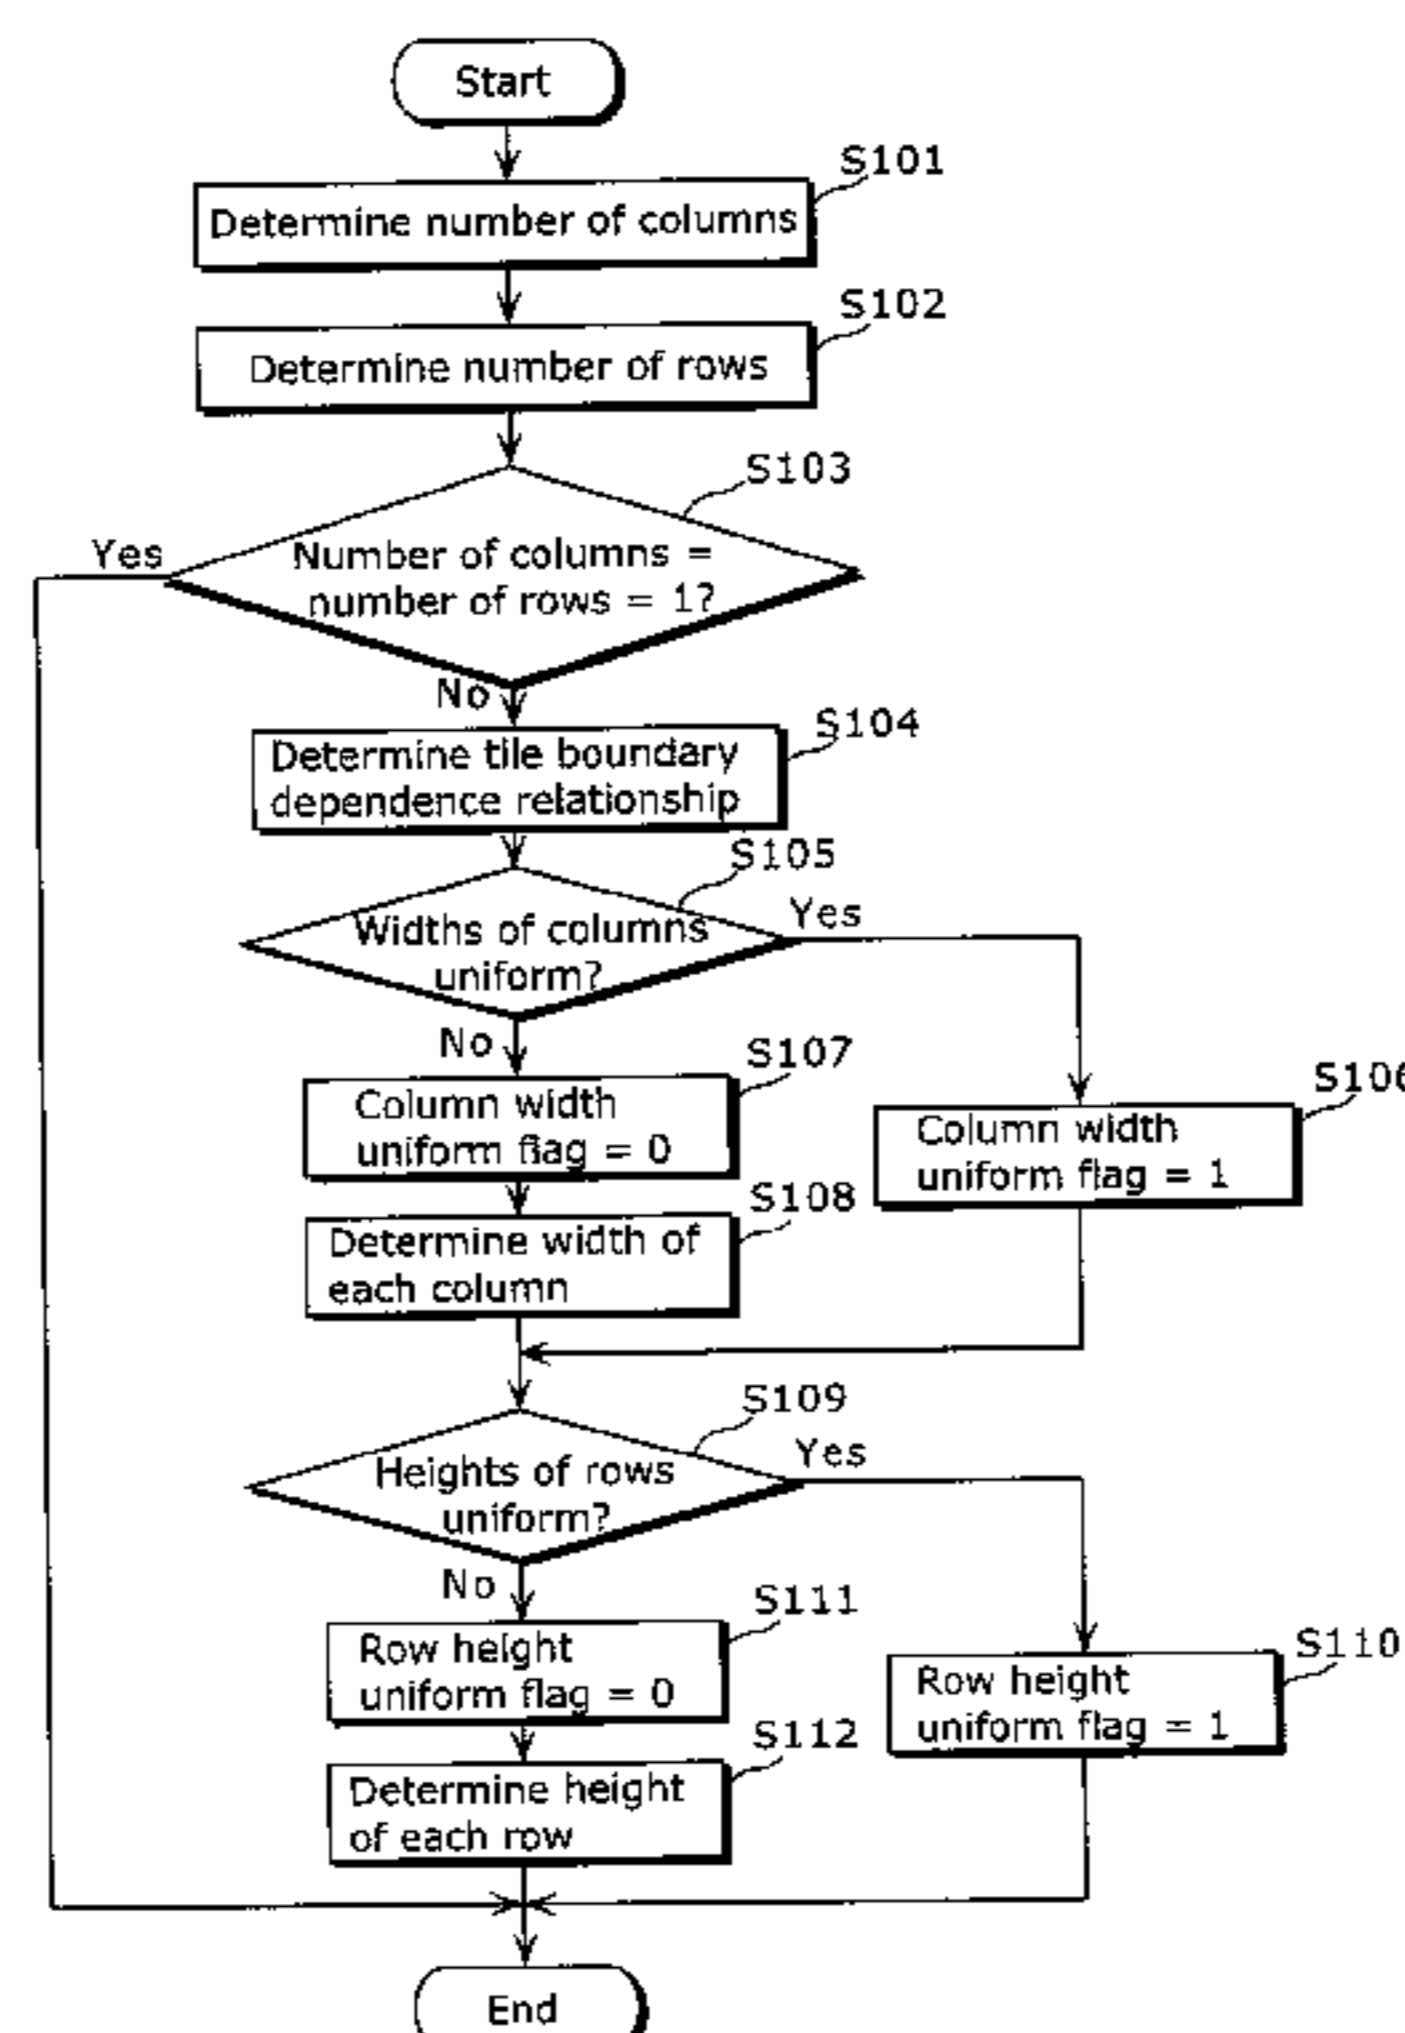 Start
S101
Determine number of columns
S102
Determine number of rows
S103
Yes
Number of columns =
number of rows = 1?
No
S104
Determine tile boundary
dependence relationship
S105
Yes
Widths of columns
uniform?
No
S107
Column width
uniform flag = 0
S106
Column width
uniform flag = 1
S108
Determine width of
each column
S109
Yes
Heights of rows
uniform?
No
S111
Row height
uniform flag = 0
S110
Row height
uniform flag = 1
S112
Determine height
of each row
End